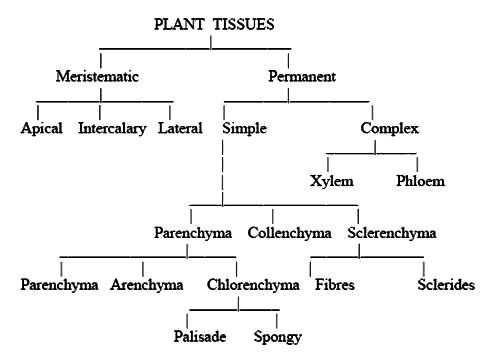 PLANT TISSUES
Meristematic Permanent
Apical Intercalary Lateral Simple Complex
Xylem Phloem
Parenchyma Collenchyma Sclerenchyma
Parenchyma Arenchyma Chlorenchyma Fibres Sclerides
Palisade Spongy